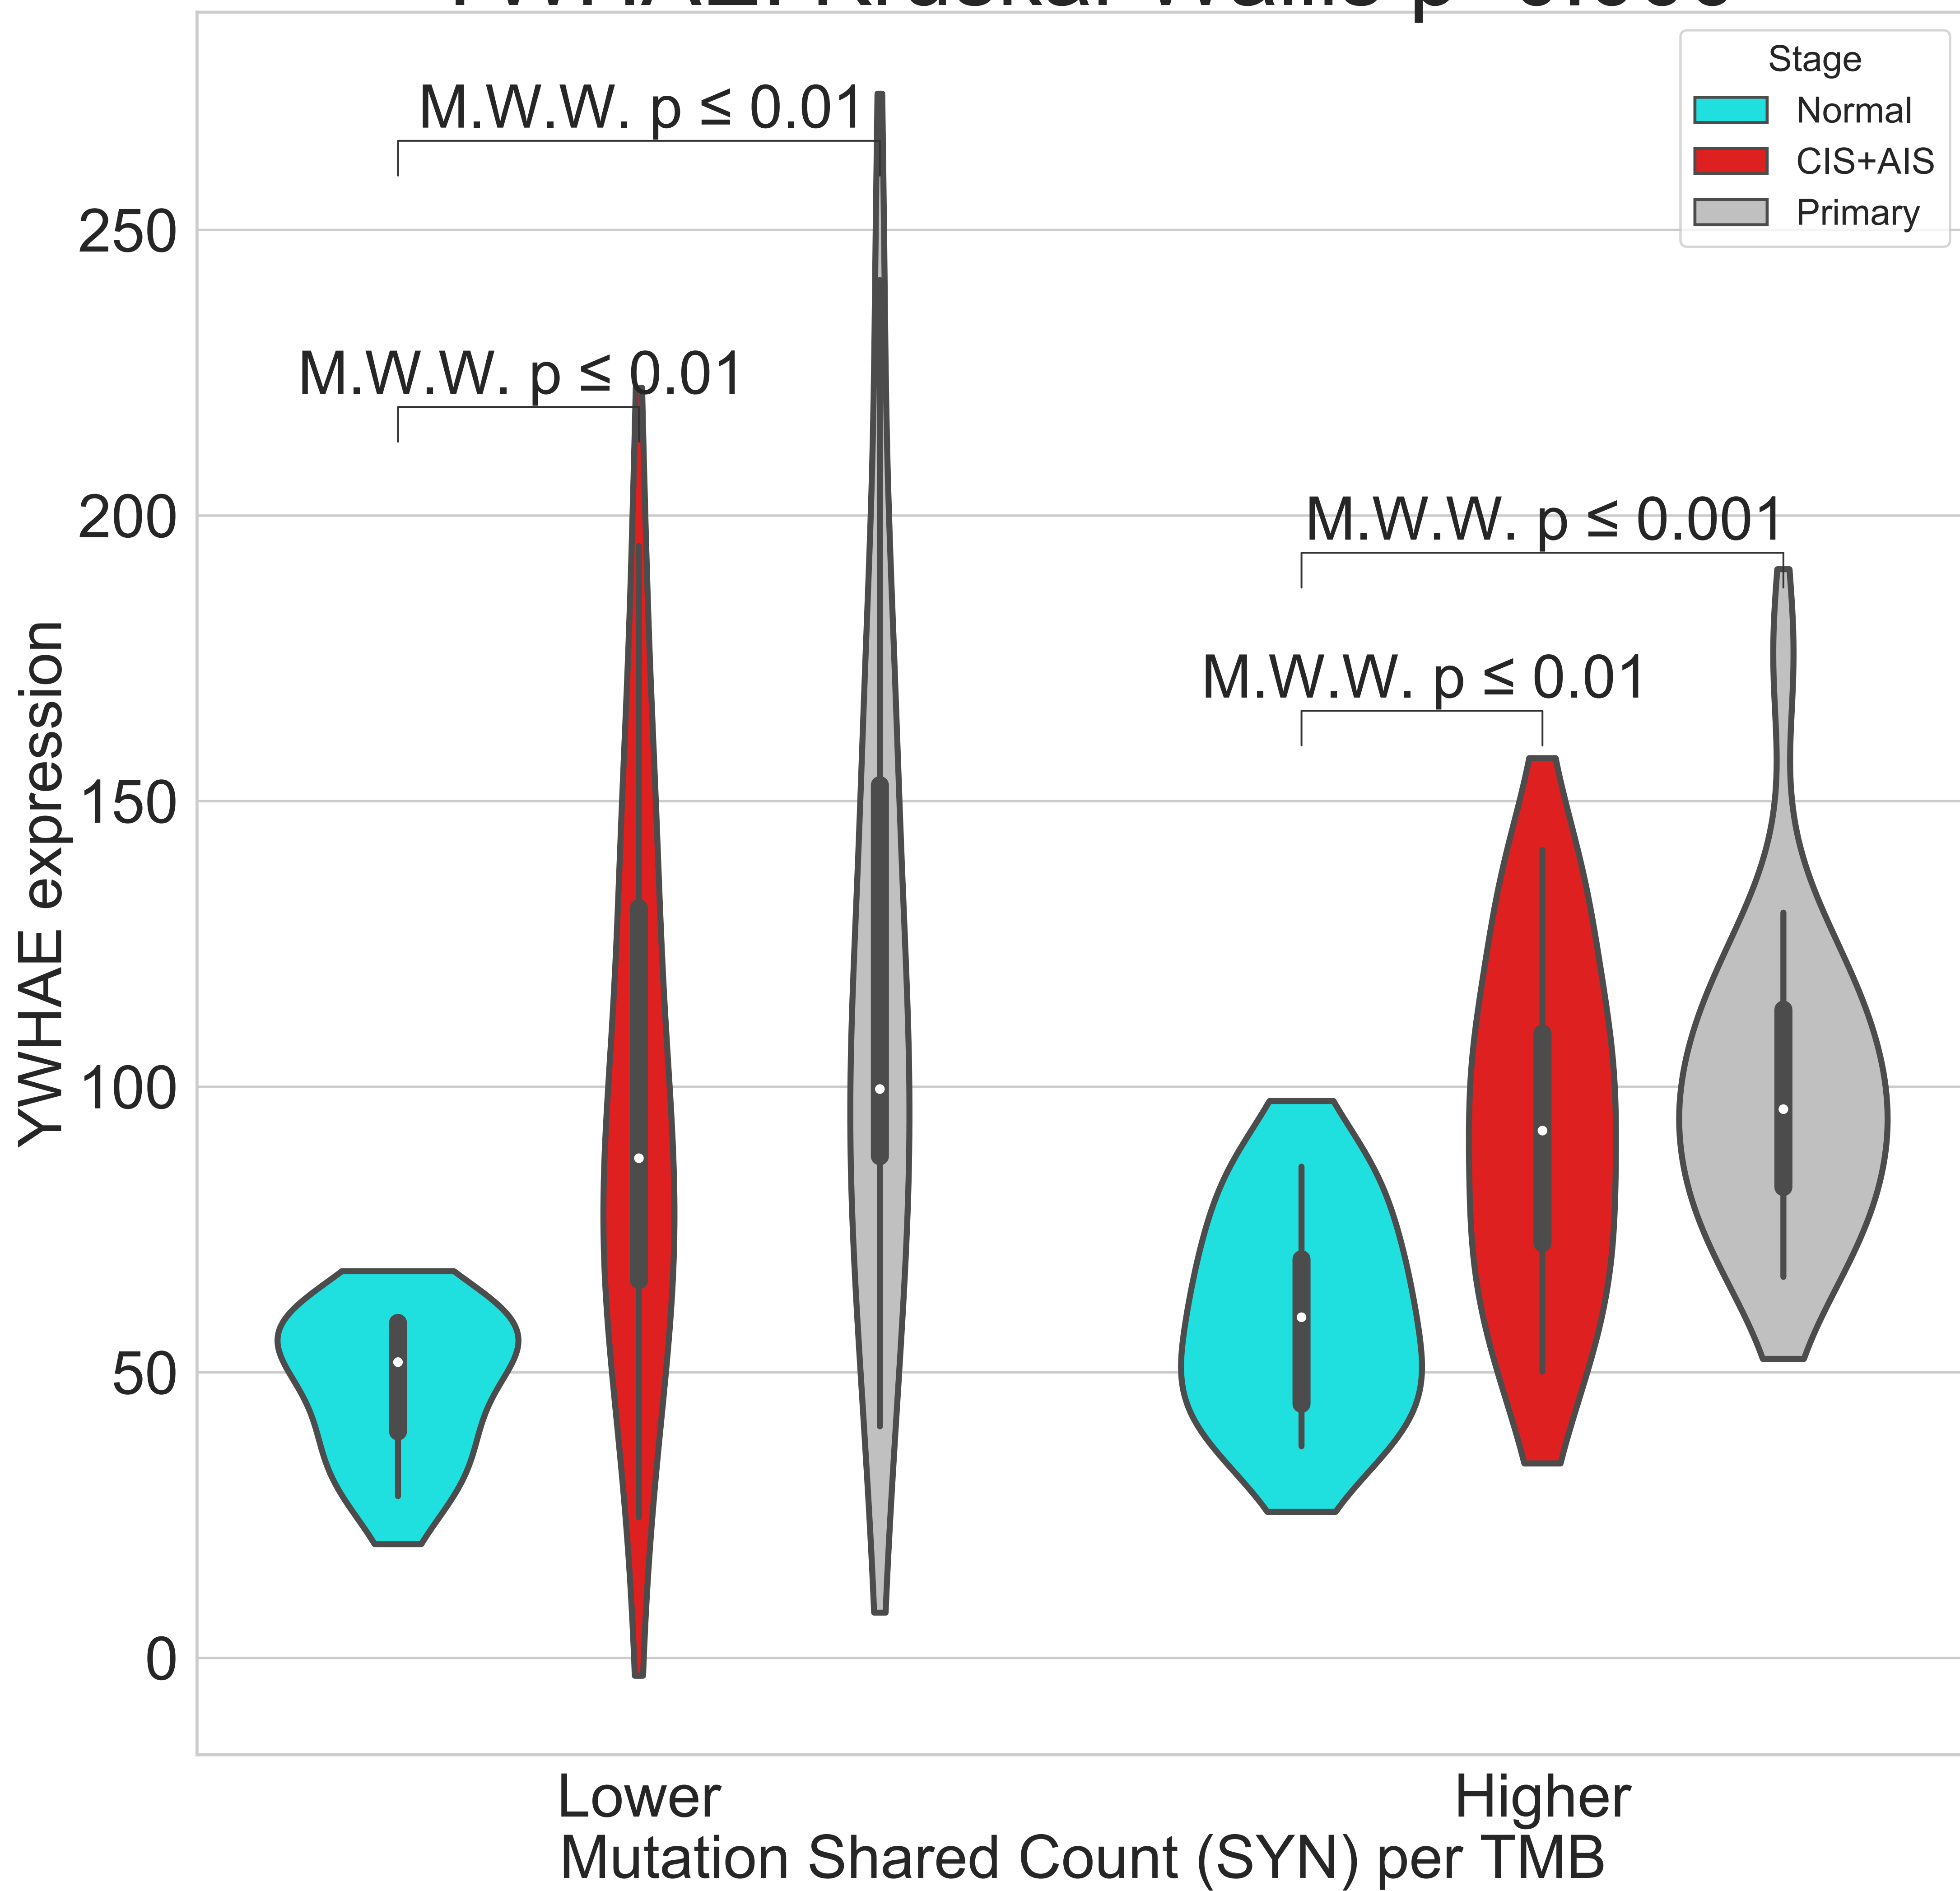 Stage
Normal
CIS+AIS
Primary
M.W.W. p ≤ 0.01
M.W.W. p ≤ 0.01
M.W.W. p ≤ 0.001
M.W.W. p ≤ 0.01
250
200
150
100
50
0
YWHAE expression
Lower
Higher
Mutation Shared Count (SYN) per TMB